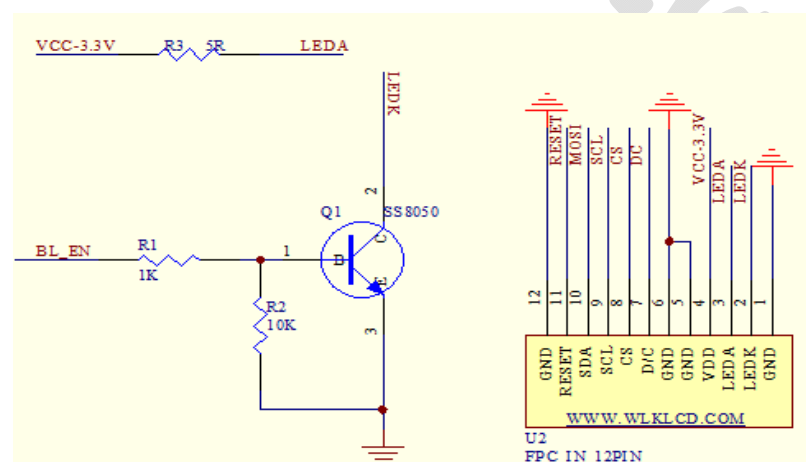 VCC-3.3V
R3
5R
LEDA
LEDK
2
Q1
SS8050
C
BL_EN
R1
1K
1
B
E
R2
10K
3
RESET
MOSI
SCL
CS
DC
VCC-3.3V
LEDA
LEDK
12
11
10
9
8
7
6
5
4
3
2
1
GND
RESET
SDA
SCL
CS
D/C
GND
GND
VDD
LEDA
LEDK
GND
WWW.WLKLCD.COM
U2
FPC IN 12PIN